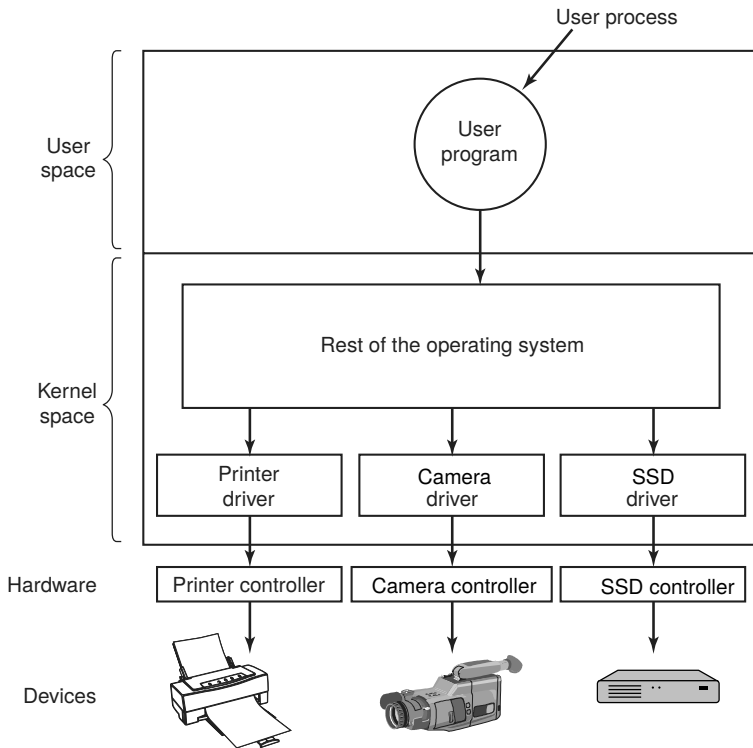 User process
User
space
User
program
Rest of the operating system
Kernel
space
Printer
driver
Camera
driver
SSD
driver
Hardware
Printer controller
Camera controller
SSD controller
Devices